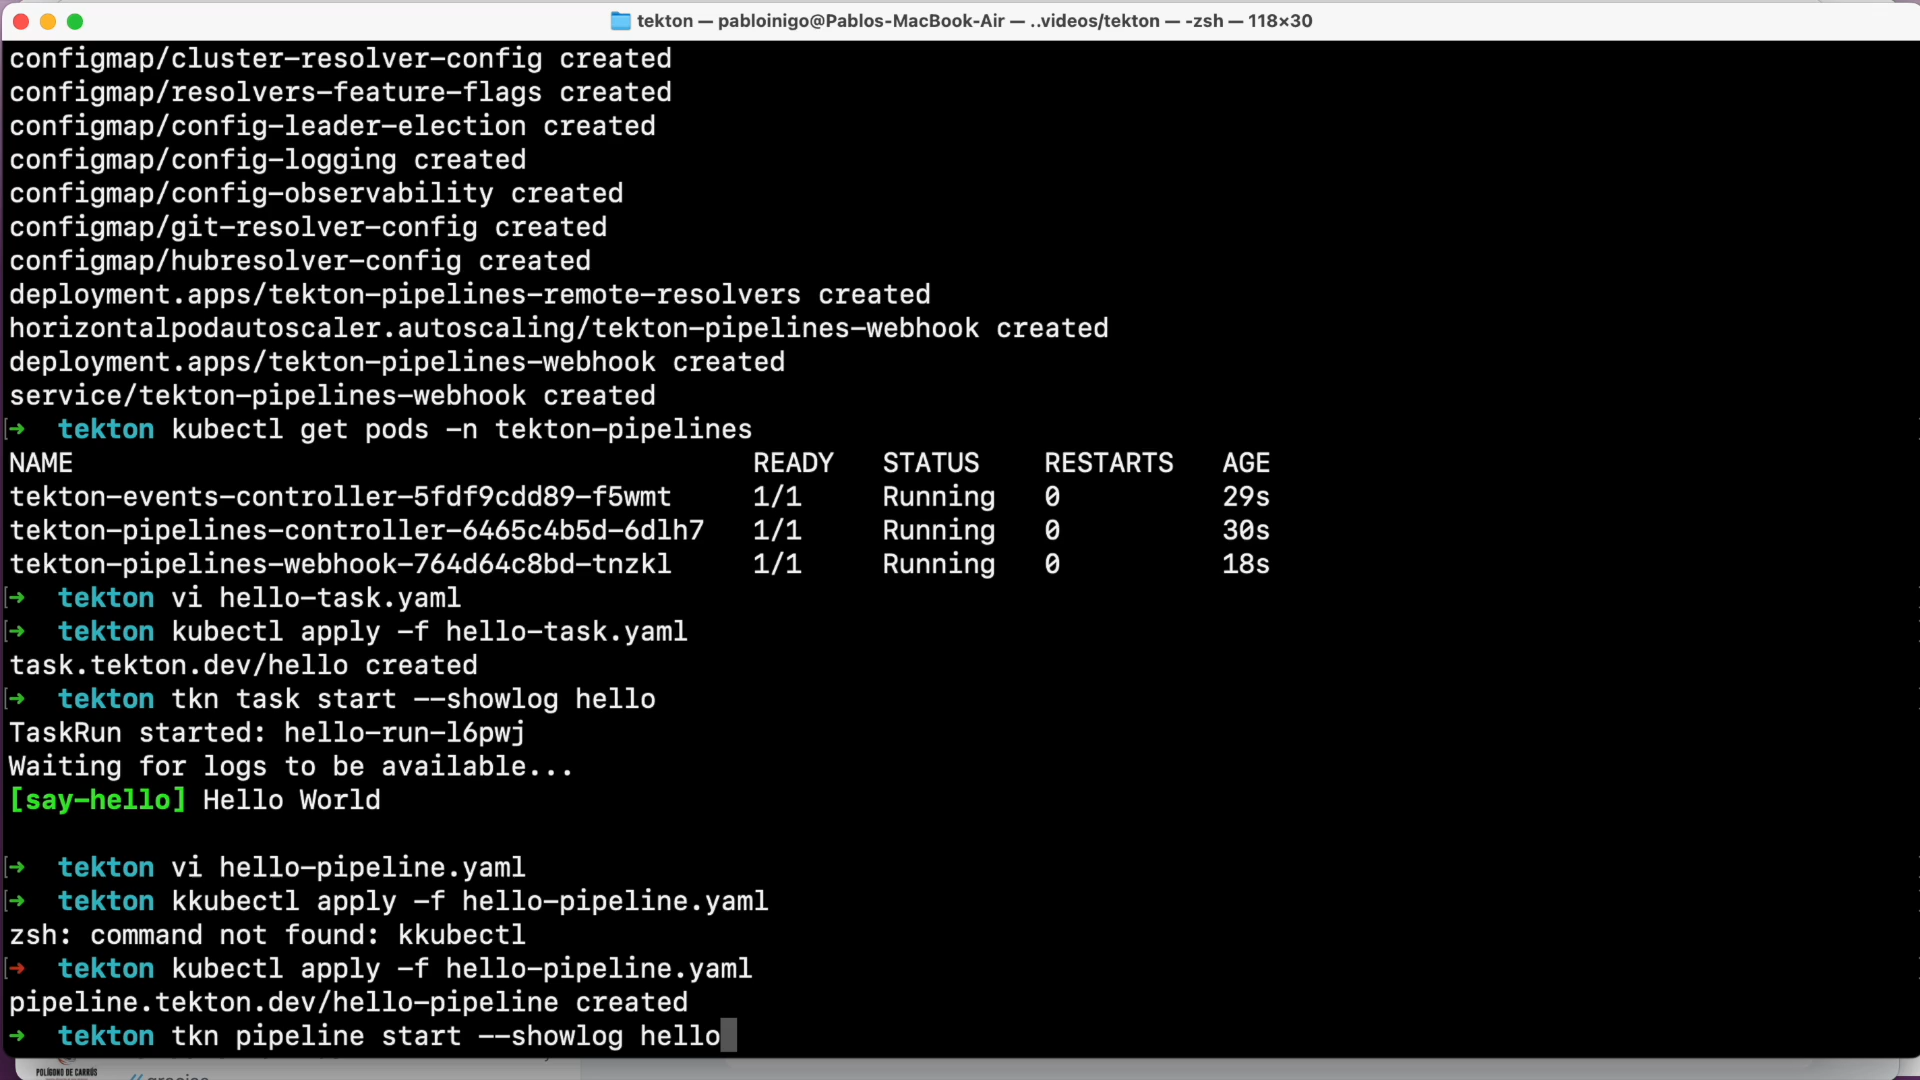 tekton — pabloinigo@Pablos-MacBook-Air — ..videos/tekton — -zsh — 118×30
configmap/cluster-resolver-config created
configmap/resolvers-feature-flags created
configmap/config-leader-election created
configmap/config-logging created
configmap/config-observability created
configmap/git-resolver-config created
configmap/hubresolver-config created
deployment.apps/tekton-pipelines-remote-resolvers created
horizontalpodautoscaler.autoscaling/tekton-pipelines-webhook created
deployment.apps/tekton-pipelines-webhook created
service/tekton-pipelines-webhook created
[→ tekton kubectl get pods -n tekton-pipelines
NAME READY STATUS RESTARTS AGE
tekton-events-controller-5fdf9cdd89-f5wmt 1/1 Running 0 29s
tekton-pipelines-controller-6465c4b5d-6dlh7 1/1 Running 0 30s
tekton-pipelines-webhook-764d64c8bd-tnzkl 1/1 Running 0 18s
[→ tekton vi hello-task.yaml
[→ tekton kubectl apply -f hello-task.yaml
task.tekton.dev/hello created
[→ tekton tkn task start --showlog hello
TaskRun started: hello-run-l6pwj
Waiting for logs to be available...
[say-hello] Hello World
[→ tekton vi hello-pipeline.yaml
[→ tekton kkubectl apply -f hello-pipeline.yaml
zsh: command not found: kkubectl
[→ tekton kubectl apply -f hello-pipeline.yaml
pipeline.tekton.dev/hello-pipeline created
→ tekton tkn pipeline start --showlog hello
POLÍGONO DE CARRÚS